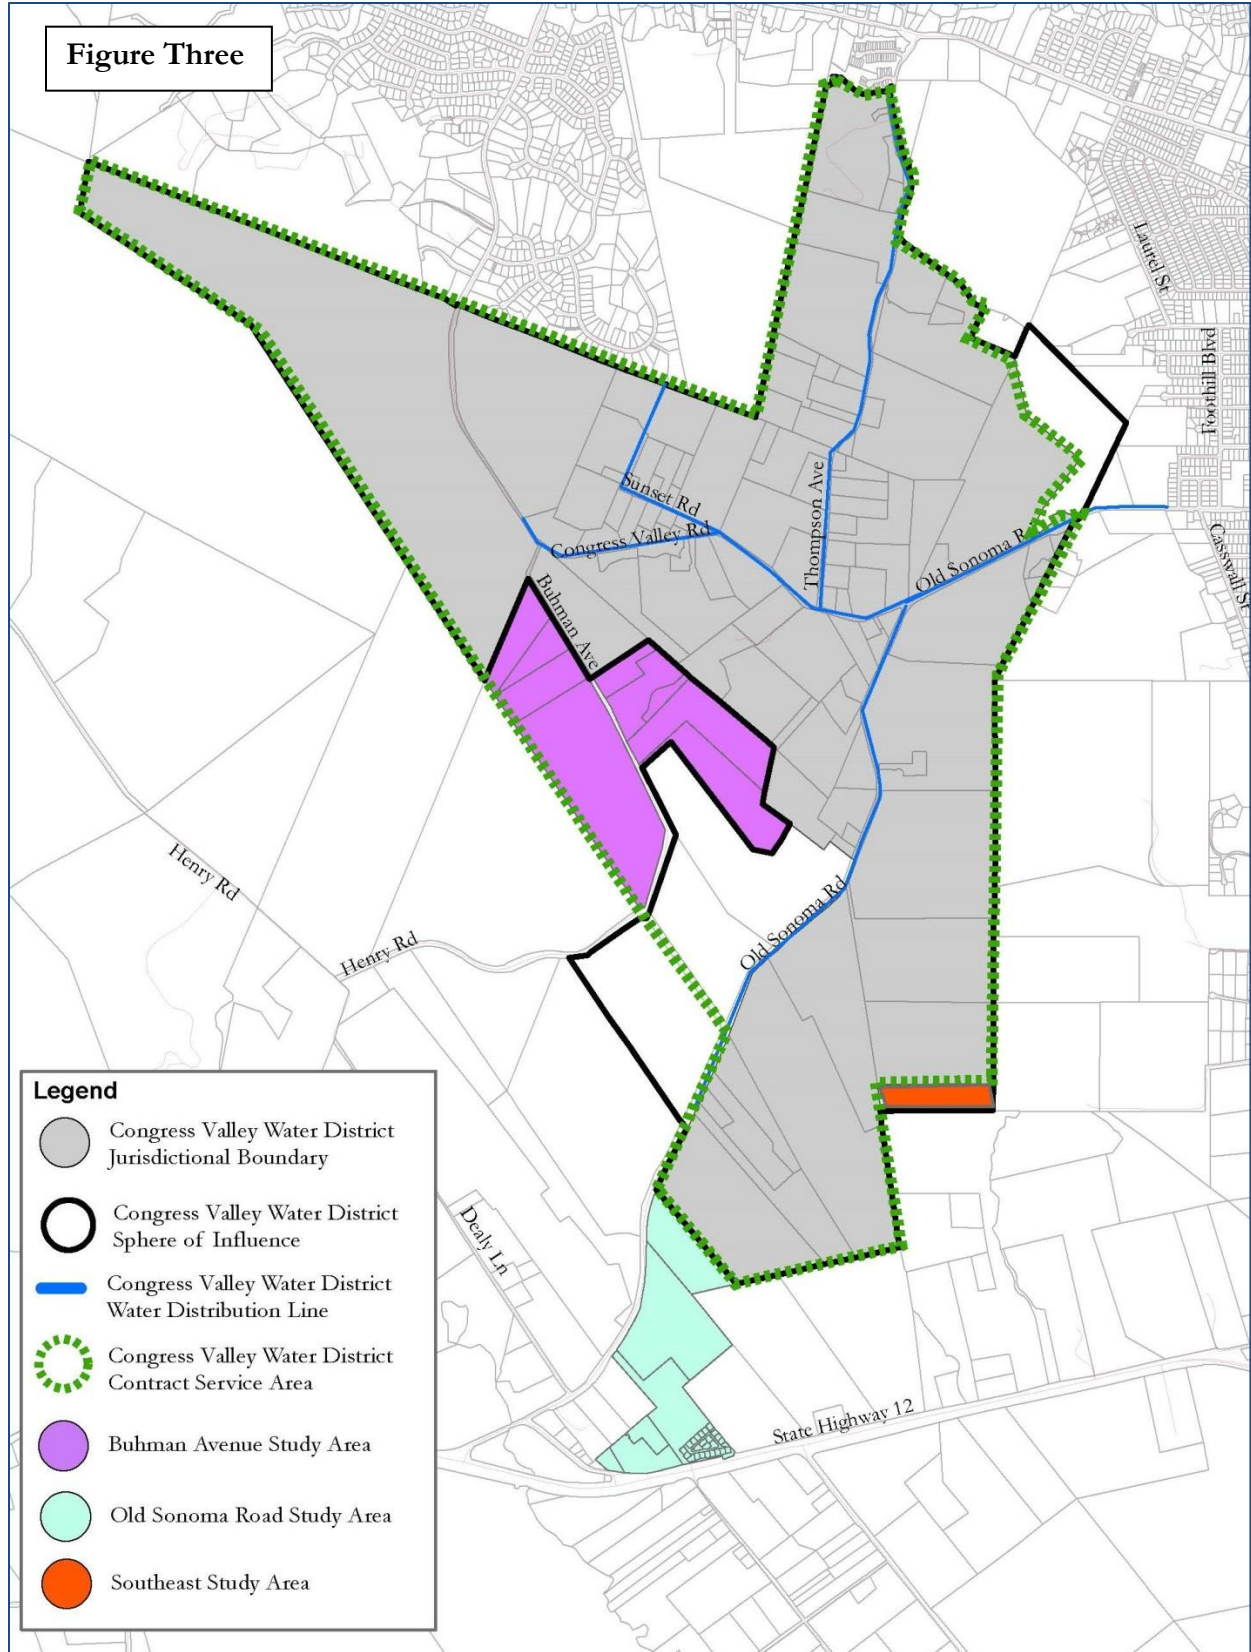 Figure Three
Laurel St
Foothill Blvd
Casswall St
Sunset Rd
Congress Valley Rd
Thompson Ave
Old Sonoma R
Buhman Ave
Henry Rd
Old Sonoma Rd
Henry Rd
Dealy Ln
State Highway 12
Legend
Congress Valley Water District
Jurisdictional Boundary
Congress Valley Water District
Sphere of Influence
Congress Valley Water District
Water Distribution Line
Congress Valley Water District
Contract Service Area
Buhman Avenue Study Area
Old Sonoma Road Study Area
Southeast Study Area